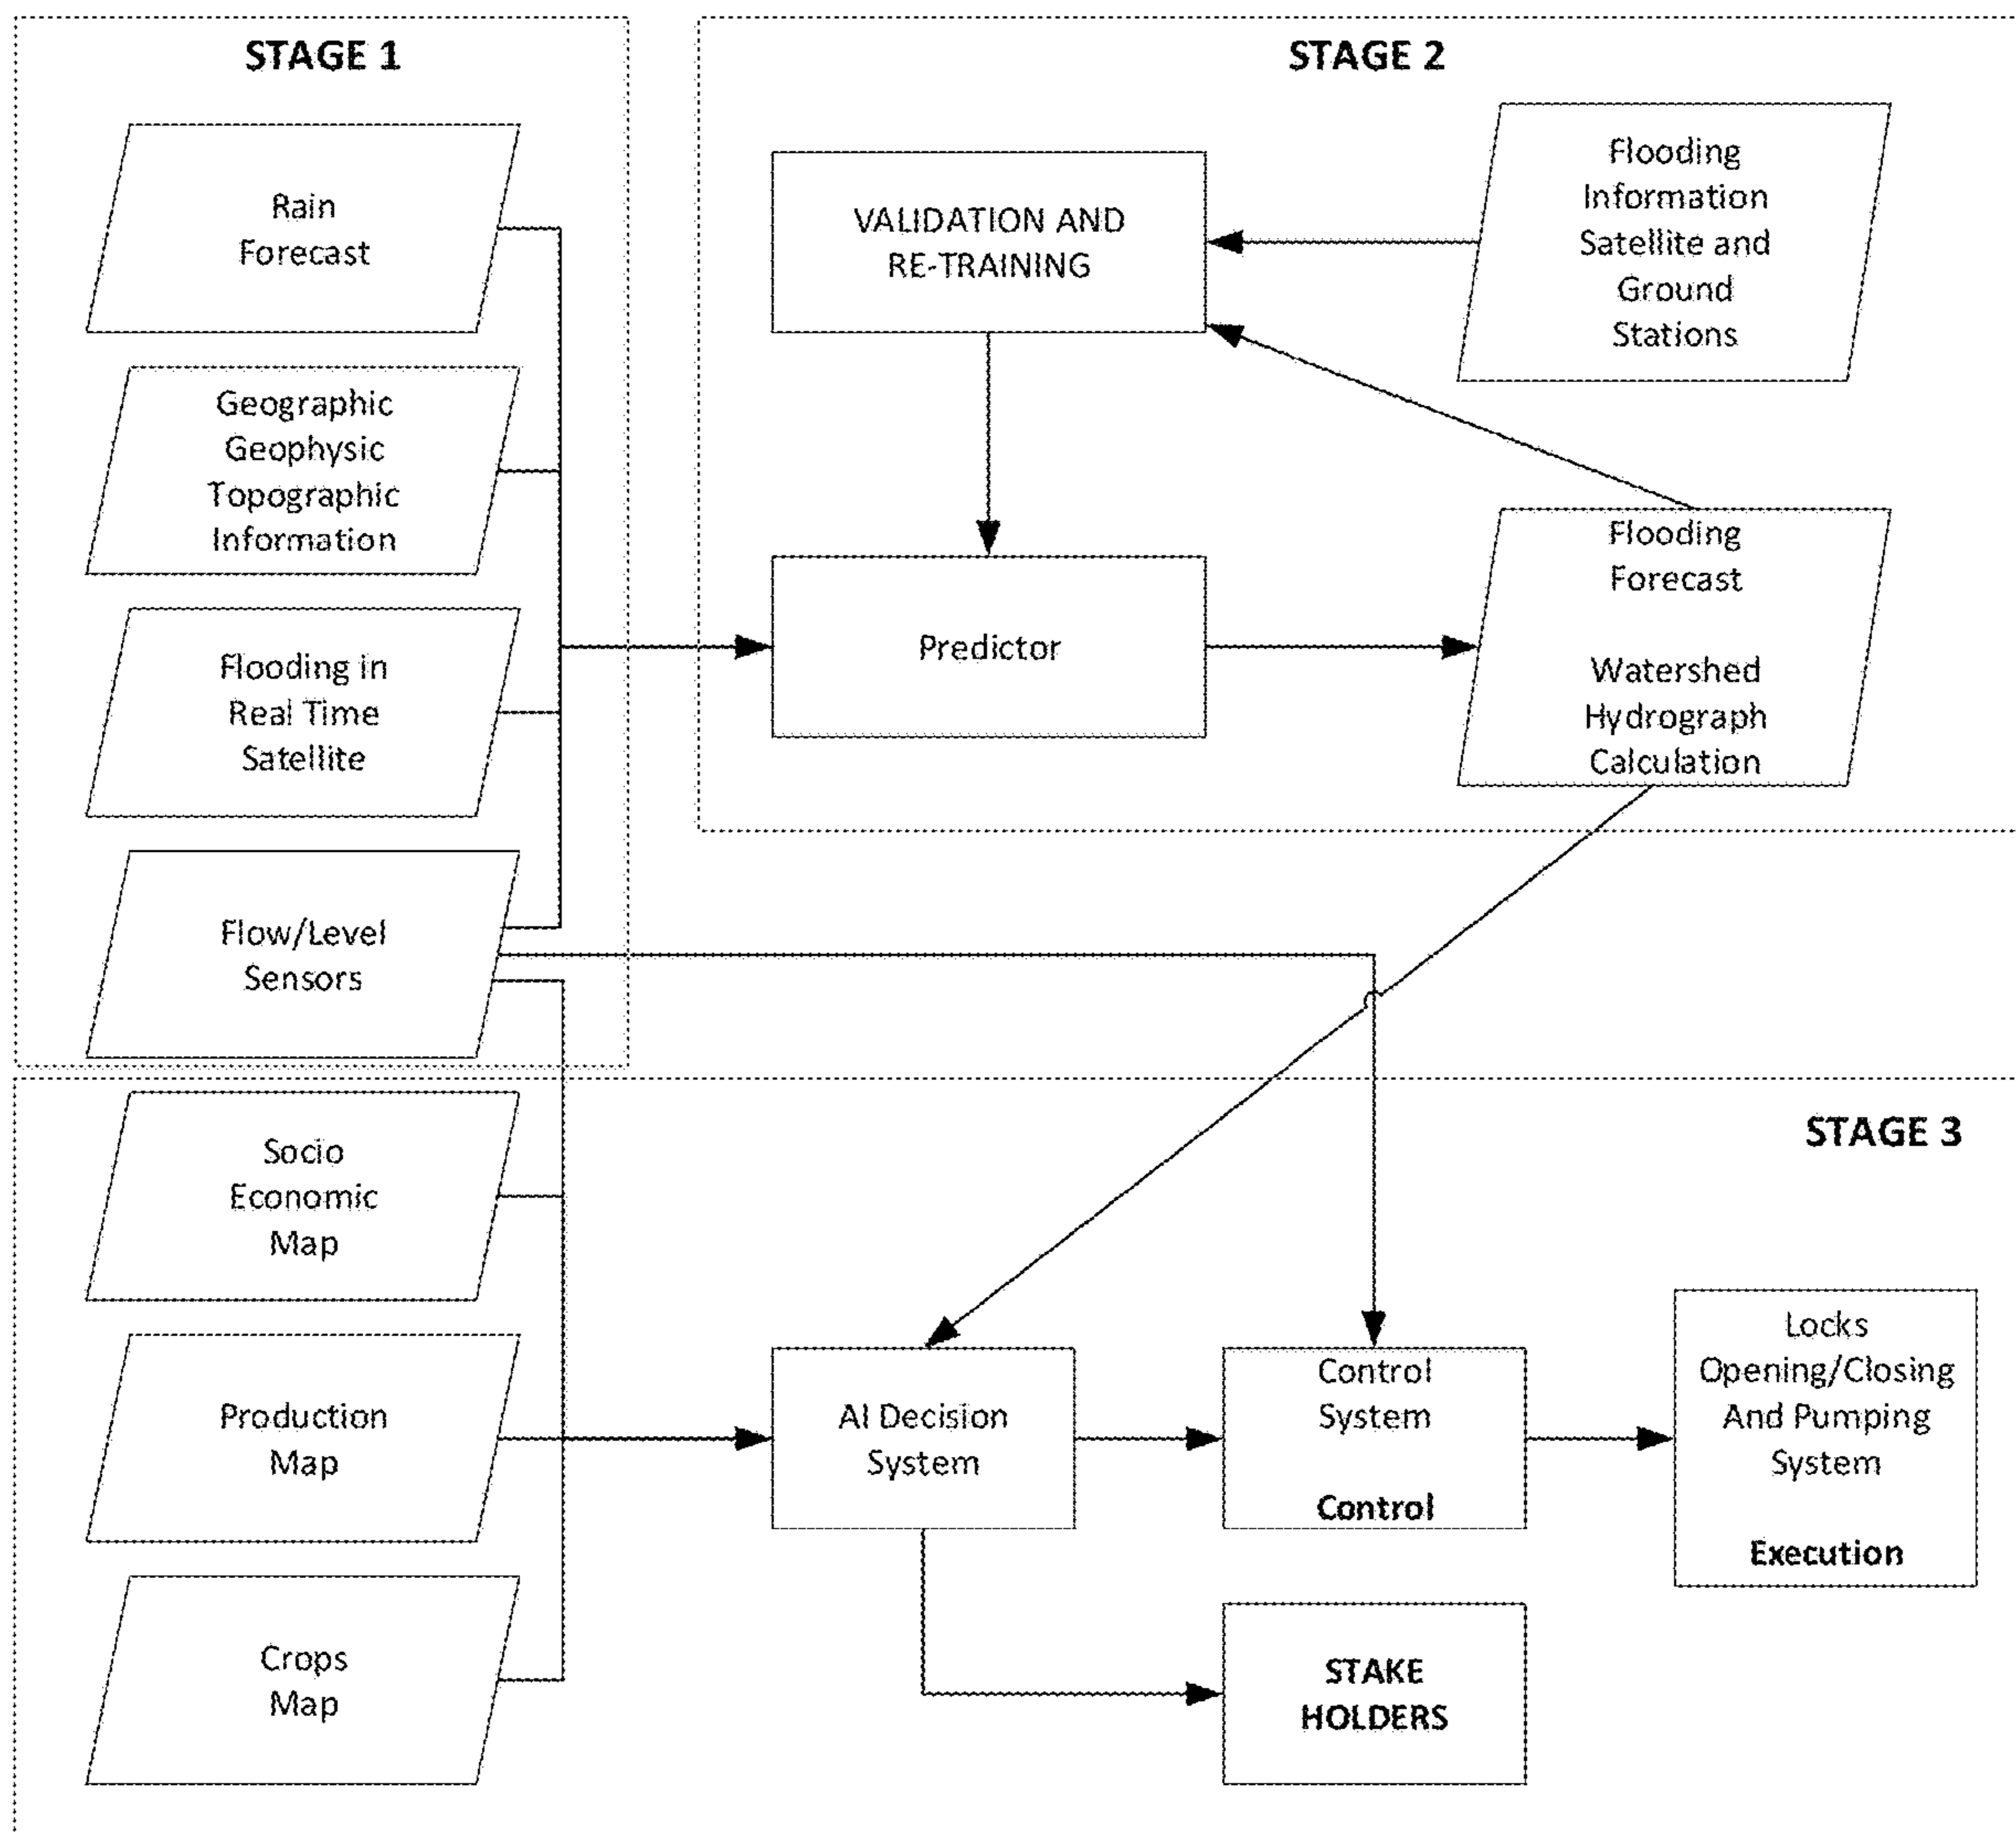 STAGE 1
Rain
Forecast
Geographic
Geophysic
Topographic
Information
Flooding in
Real Time
Satellite
Flow/Level
Sensors
STAGE 2
VALIDATION AND
RE-TRAINING
Flooding
Information
Satellite and
Ground
Stations
Predictor
Flooding
Forecast
Watershed
Hydrograph
Calculation
STAGE 3
Socio
Economic
Map
Production
Map
Crops
Map
AI Decision
System
Control
System
Control
Locks
Opening/Closing
And Pumping
System
Execution
STAKE
HOLDERS